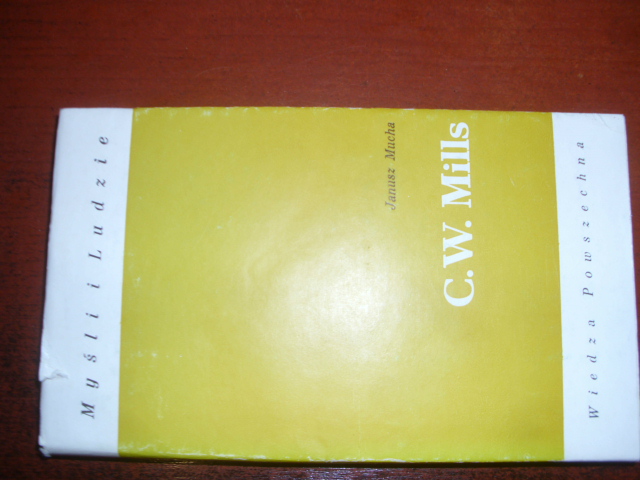 Myśli i Ludzie
Janusz Mucha
C.W. Mills
Wiedza Powszechna